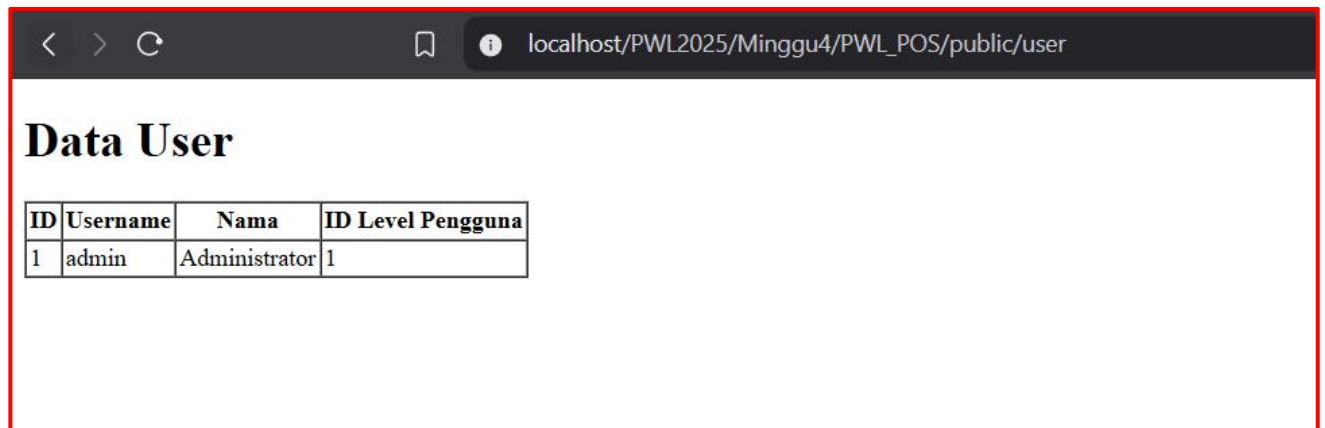 localhost/PWL2025/Minggu4/PWL_POS/public/user
Data User
ID Username Nama ID Level Pengguna
1 admin Administrator 1